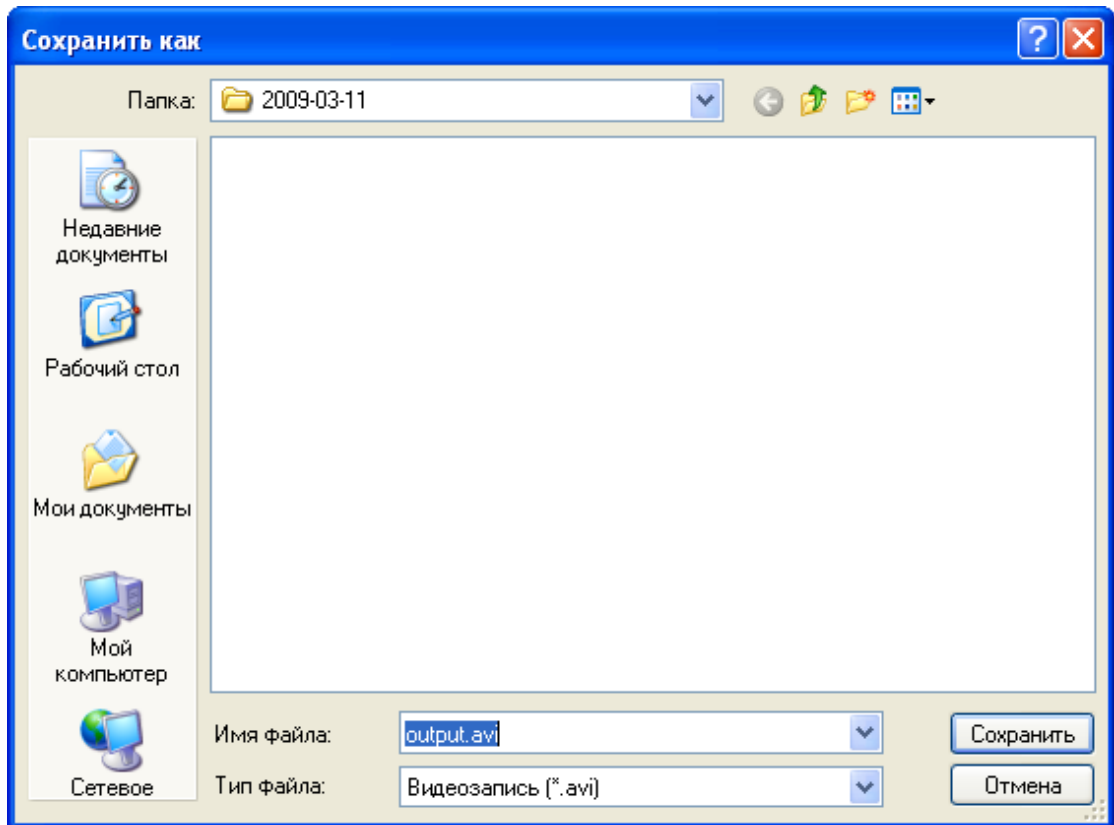 Сохранить как
Папка: 2009-03-11
Недавние
документы
Рабочий стол
Мои документы
Мой
компьютер
Сетевое
Имя файла: output.avi Сохранить
Тип файла: Видеозапись (*.avi) Отмена